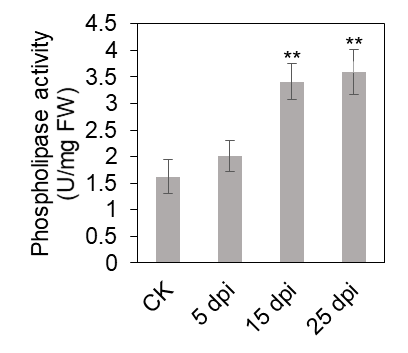 Phospholipase activity
(U/mg FW)
4.5
4
3.5
3
2.5
2
1.5
1
0.5
0
**
**
CK
5 dpi
15 dpi
25 dpi